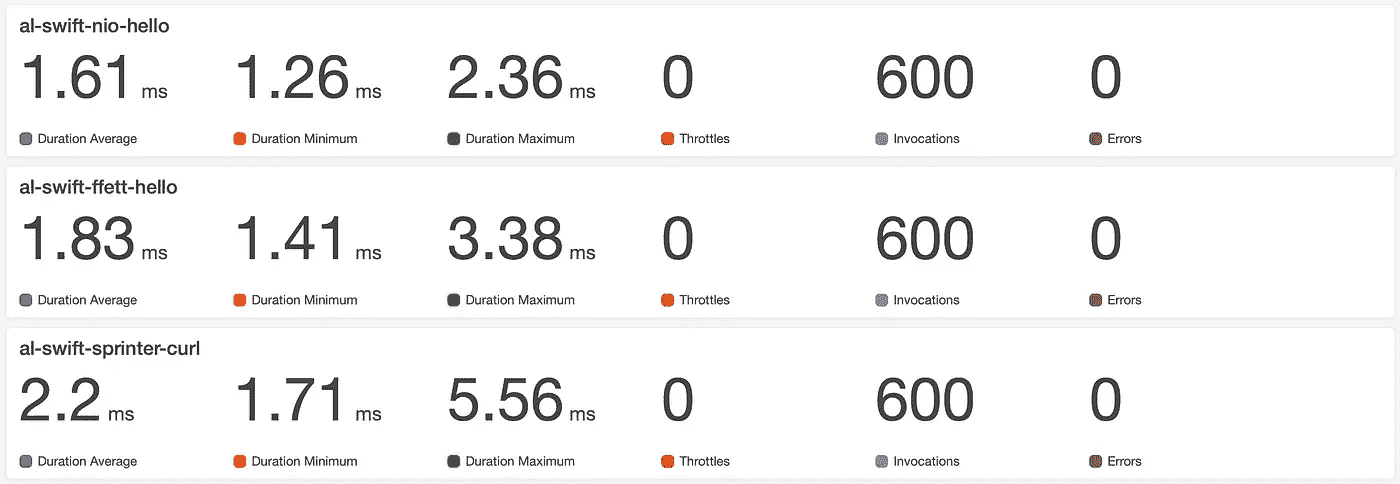 al-swift-nio-hello
1.61 ms 1.26 ms 2.36 ms 0 600 0
Duration Average Duration Minimum Duration Maximum Throttles Invocations Errors
al-swift-ffett-hello
1.83 ms 1.41 ms 3.38 ms 0 600 0
Duration Average Duration Minimum Duration Maximum Throttles Invocations Errors
al-swift-sprinter-curl
2.2 ms 1.71 ms 5.56 ms 0 600 0
Duration Average Duration Minimum Duration Maximum Throttles Invocations Errors